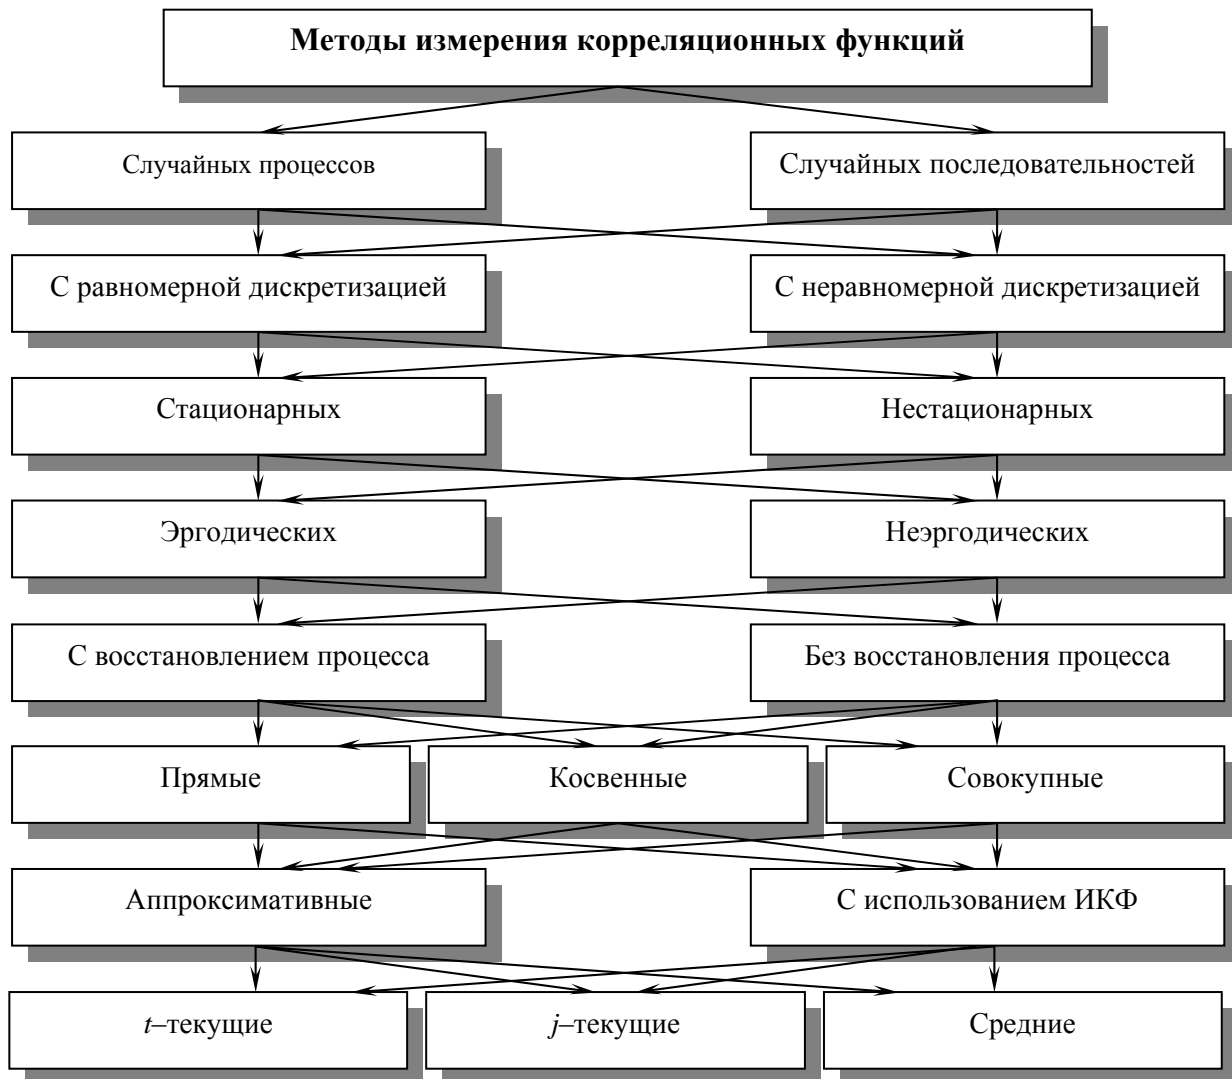 Методы измерения корреляционных функций
Случайных процессов
Случайных последовательностей
С равномерной дискретизацией
С неравномерной дискретизацией
Стационарных
Нестационарных
Эргодических
Неэргодических
С восстановлением процесса
Без восстановления процесса
Прямые
Косвенные
Совокупные
Аппроксимативные
С использованием ИКФ
t–текущие
j–текущие
Средние